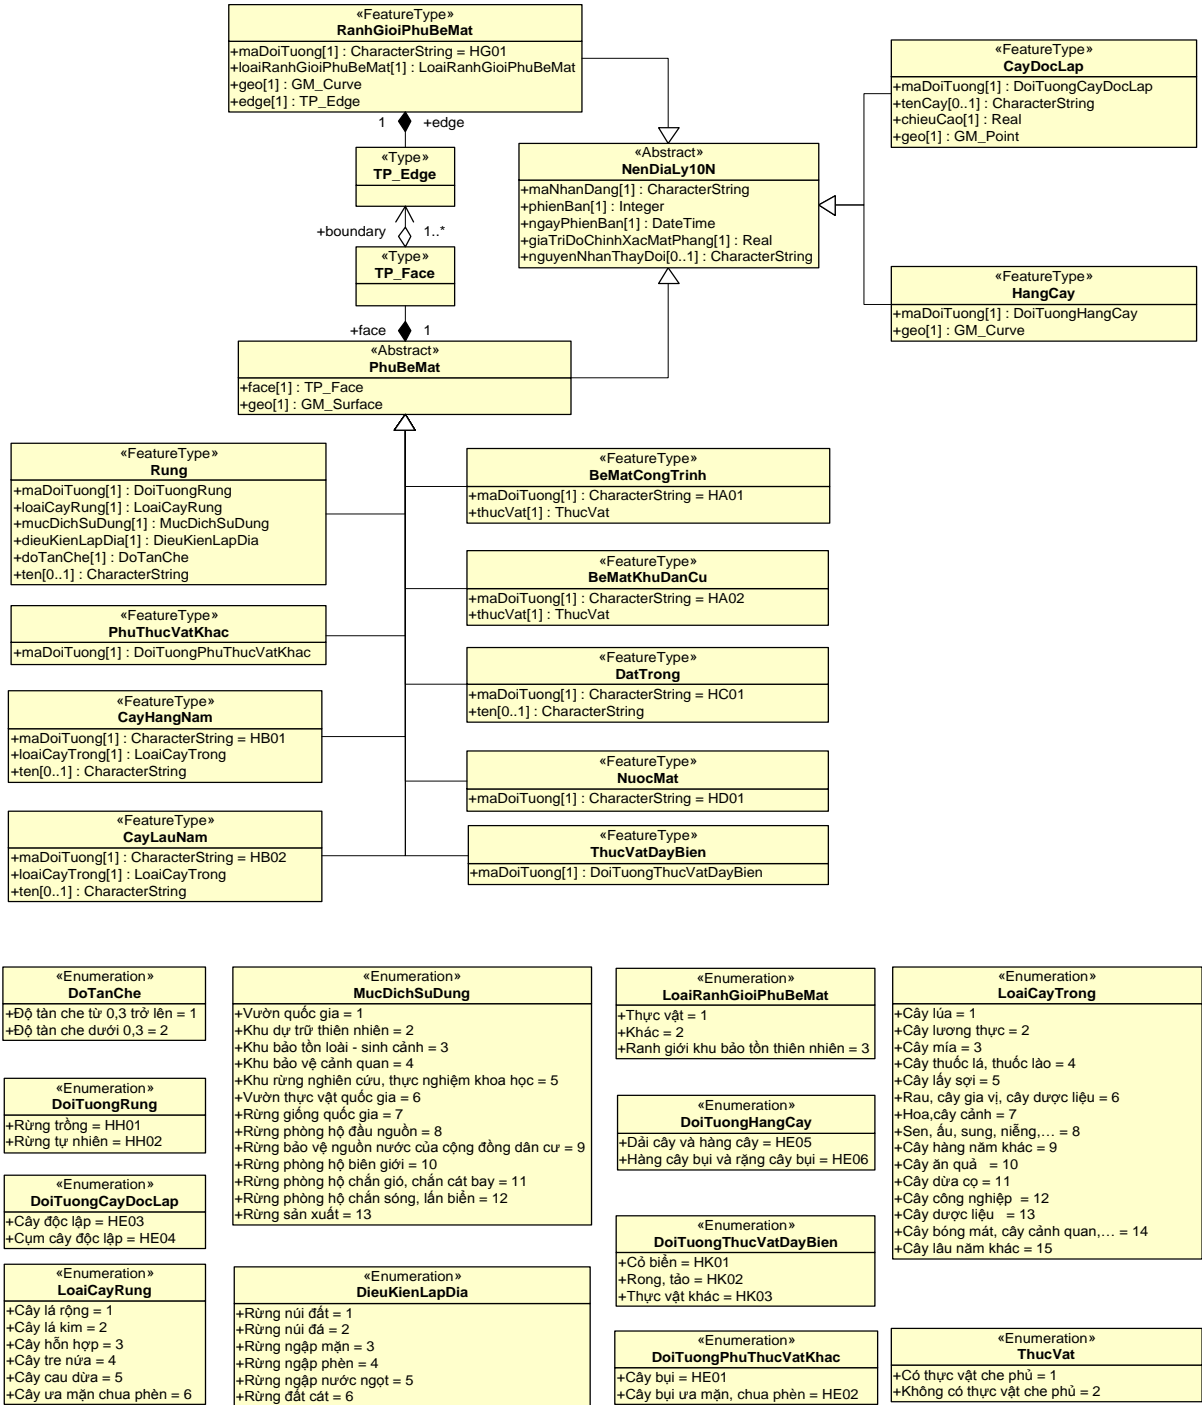 «FeatureType»
RanhGioiPhuBeMat
+maDoiTuong[1] : CharacterString = HG01
+loaiRanhGioiPhuBeMat[1] : LoaiRanhGioiPhuBeMat
+geo[1] : GM_Curve
+edge[1] : TP_Edge
1 +edge
«Type»
TP_Edge
+boundary 1..*
«Type»
TP_Face
+face 1
«Abstract»
PhuBeMat
+face[1] : TP_Face
+geo[1] : GM_Surface
«Abstract»
NenDiaLy10N
+maNhanDang[1] : CharacterString
+phienBan[1] : Integer
+ngayPhienBan[1] : DateTime
+giaTriDoChinhXacMatPhang[1] : Real
+nguyenNhanThayDoi[0..1] : CharacterString
«FeatureType»
CayDocLap
+maDoiTuong[1] : DoiTuongCayDocLap
+tenCay[0..1] : CharacterString
+chieuCao[1] : Real
+geo[1] : GM_Point
«FeatureType»
HangCay
+maDoiTuong[1] : DoiTuongHangCay
+geo[1] : GM_Curve
«FeatureType»
Rung
+maDoiTuong[1] : DoiTuongRung
+loaiCayRung[1] : LoaiCayRung
+mucDichSuDung[1] : MucDichSuDung
+dieuKienLapDia[1] : DieuKienLapDia
+doTanChe[1] : DoTanChe
+ten[0..1] : CharacterString
«FeatureType»
PhuThucVatKhac
+maDoiTuong[1] : DoiTuongPhuThucVatKhac
«FeatureType»
CayHangNam
+maDoiTuong[1] : CharacterString = HB01
+loaiCayTrong[1] : LoaiCayTrong
+ten[0..1] : CharacterString
«FeatureType»
CayLauNam
+maDoiTuong[1] : CharacterString = HB02
+loaiCayTrong[1] : LoaiCayTrong
+ten[0..1] : CharacterString
«FeatureType»
BeMatCongTrinh
+maDoiTuong[1] : CharacterString = HA01
+thucVat[1] : ThucVat
«FeatureType»
BeMatKhuDanCu
+maDoiTuong[1] : CharacterString = HA02
+thucVat[1] : ThucVat
«FeatureType»
DatTrong
+maDoiTuong[1] : CharacterString = HC01
+ten[0..1] : CharacterString
«FeatureType»
NuocMat
+maDoiTuong[1] : CharacterString = HD01
«FeatureType»
ThucVatDayBien
+maDoiTuong[1] : DoiTuongThucVatDayBien
«Enumeration»
DoTanChe
+Độ tàn che từ 0,3 trở lên = 1
+Độ tàn che dưới 0,3 = 2
«Enumeration»
DoiTuongRung
+Rừng trồng = HH01
+Rừng tự nhiên = HH02
«Enumeration»
DoiTuongCayDocLap
+Cây độc lập = HE03
+Cụm cây độc lập = HE04
«Enumeration»
LoaiCayRung
+Cây lá rộng = 1
+Cây lá kim = 2
+Cây hỗn hợp = 3
+Cây tre nứa = 4
+Cây cau dừa = 5
+Cây ưa mặn chua phèn = 6
«Enumeration»
MucDichSuDung
+Vườn quốc gia = 1
+Khu dự trữ thiên nhiên = 2
+Khu bảo tồn loài - sinh cảnh = 3
+Khu bảo vệ cảnh quan = 4
+Khu rừng nghiên cứu, thực nghiệm khoa học = 5
+Vườn thực vật quốc gia = 6
+Rừng giống quốc gia = 7
+Rừng phòng hộ đầu nguồn = 8
+Rừng bảo vệ nguồn nước của cộng đồng dân cư = 9
+Rừng phòng hộ biên giới = 10
+Rừng phòng hộ chắn gió, chắn cát bay = 11
+Rừng phòng hộ chắn sóng, lấn biển = 12
+Rừng sản xuất = 13
«Enumeration»
DieuKienLapDia
+Rừng núi đất = 1
+Rừng núi đá = 2
+Rừng ngập mặn = 3
+Rừng ngập phèn = 4
+Rừng ngập nước ngọt = 5
+Rừng đất cát = 6
«Enumeration»
LoaiRanhGioiPhuBeMat
+Thực vật = 1
+Khác = 2
+Ranh giới khu bảo tồn thiên nhiên = 3
«Enumeration»
DoiTuongHangCay
+Dải cây và hàng cây = HE05
+Hàng cây bụi và rặng cây bụi = HE06
«Enumeration»
DoiTuongThucVatDayBien
+Cỏ biển = HK01
+Rong, tảo = HK02
+Thực vật khác = HK03
«Enumeration»
DoiTuongPhuThucVatKhac
+Cây bụi = HE01
+Cây bụi ưa mặn, chua phèn = HE02
«Enumeration»
LoaiCayTrong
+Cây lúa = 1
+Cây lương thực = 2
+Cây mía = 3
+Cây thuốc lá, thuốc lào = 4
+Cây lấy sợi = 5
+Rau, cây gia vị, cây dược liệu = 6
+Hoa,cây cảnh = 7
+Sen, ấu, sung, niễng,… = 8
+Cây hàng năm khác = 9
+Cây ăn quả = 10
+Cây dừa cọ = 11
+Cây công nghiệp = 12
+Cây dược liệu = 13
+Cây bóng mát, cây cảnh quan,… = 14
+Cây lâu năm khác = 15
«Enumeration»
ThucVat
+Có thực vật che phủ = 1
+Không có thực vật che phủ = 2